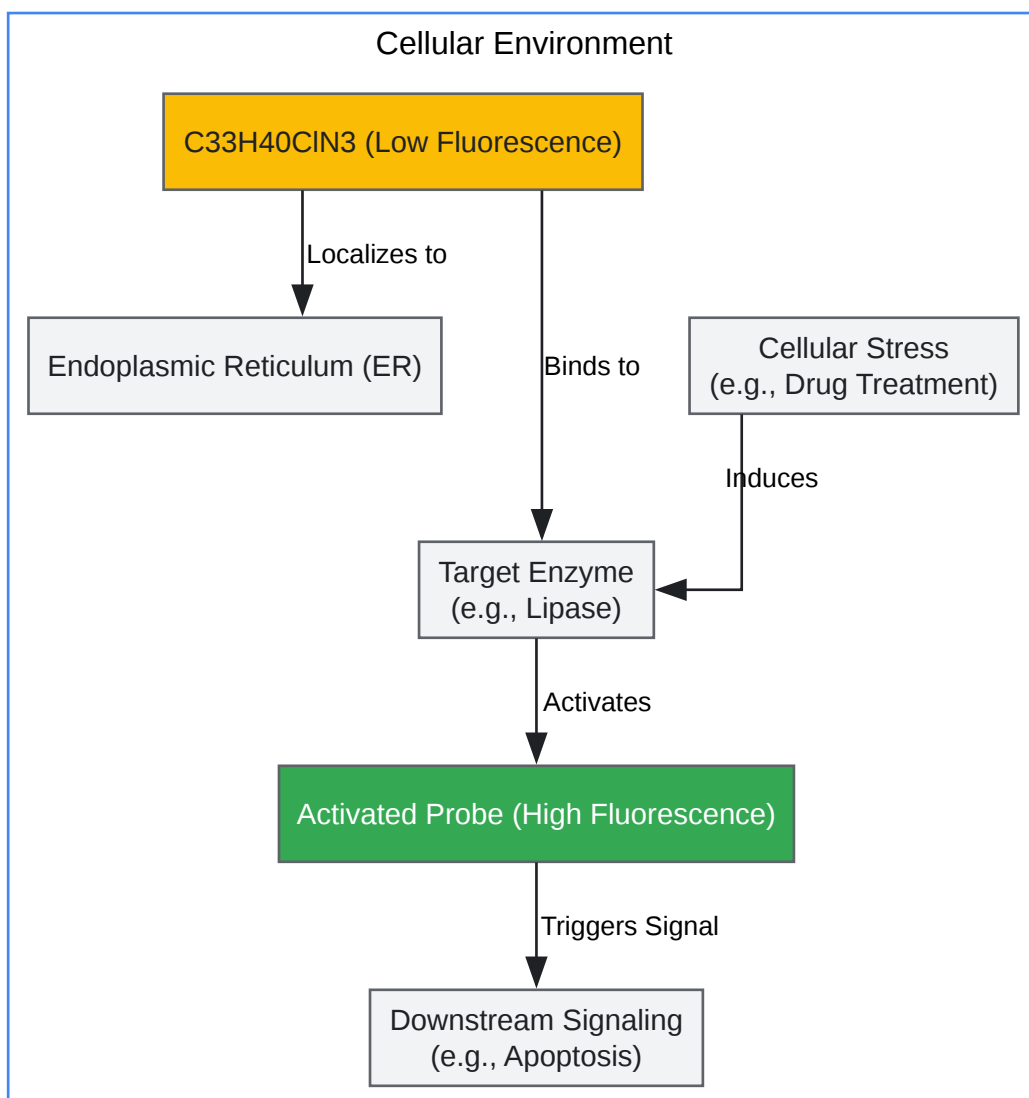 Cellular Environment
C33H40ClN3 (Low Fluorescence)
Localizes to
Endoplasmic Reticulum (ER)
Binds to
Cellular Stress
(e.g., Drug Treatment)
Induces
Target Enzyme
(e.g., Lipase)
Activates
Activated Probe (High Fluorescence)
Triggers Signal
Downstream Signaling
(e.g., Apoptosis)